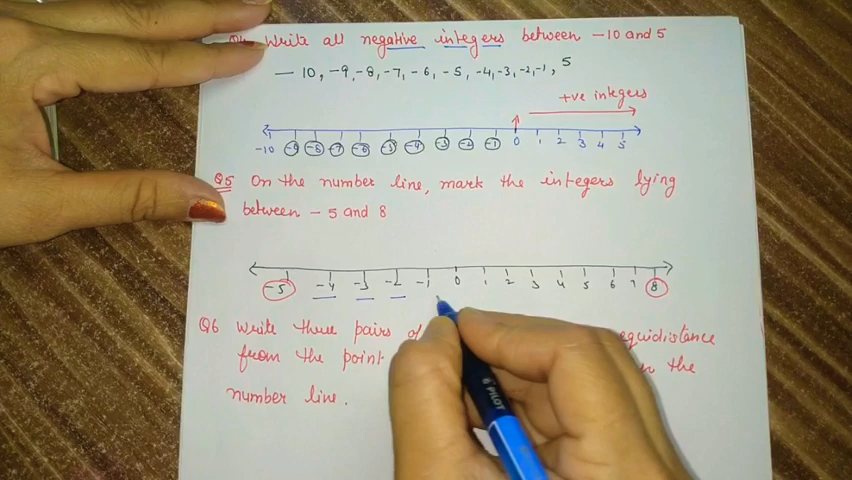 Write all negative integers between -10 and 5
- 10, -9, -8, -7, -6, -5, -4, -3, -2, -1, 5
+ve integers
-10 -9 -8 -7 -6 -5 -4 -3 -2 -1 0 1 2 3 4 5
Q5 On the number line, mark the integers lying
between - 5 and 8
-5 -4 -3 -2 -1 0 1 2 3 4 5 6 7 8
Q6 Write three pairs of equidistance
from the point the
number line.
PILOT